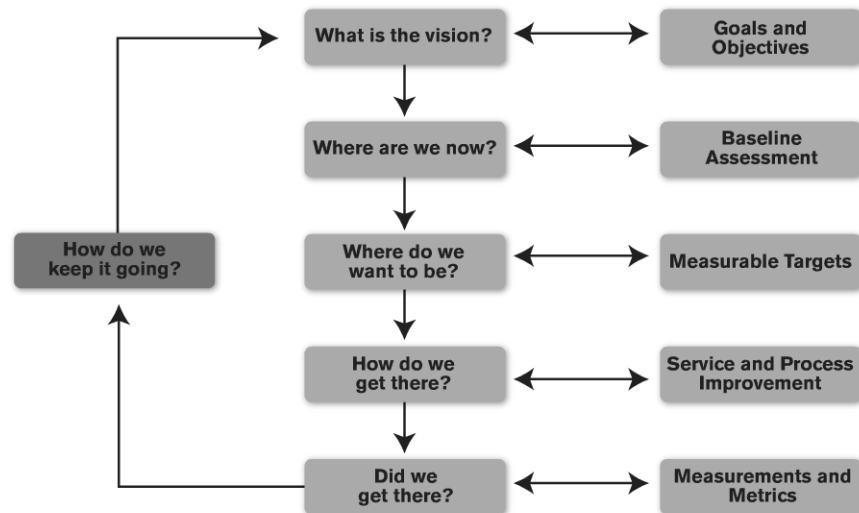 What is the vision?
Goals and
Objectives
Where are we now?
Baseline
Assessment
How do we
keep it going?
Where do we
want to be?
Measurable Targets
How do we
get there?
Service and Process
Improvement
Did we
get there?
Measurements and
Metrics